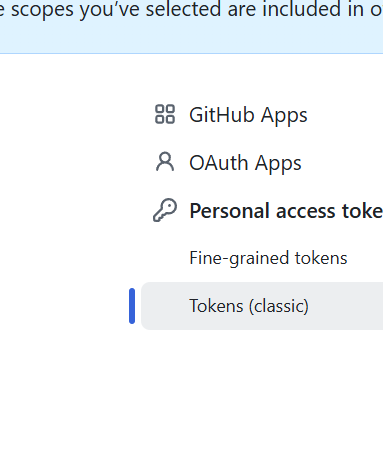 e scopes you've selected are included in o
GitHub Apps
OAuth Apps
Personal access toke
Fine-grained tokens
Tokens (classic)